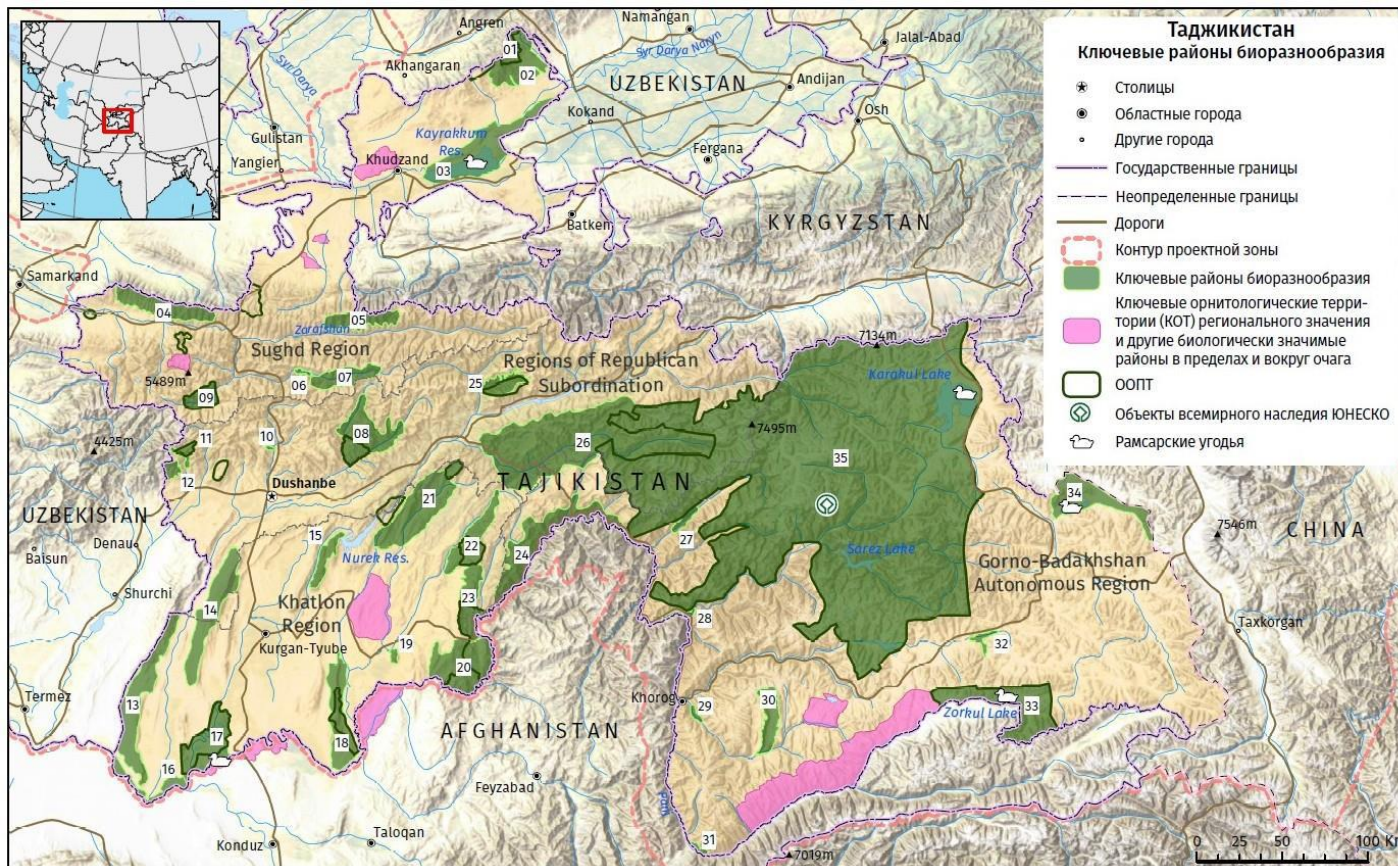 Таджикистан
Ключевые районы биоразнообразия
Столицы
Областные города
Другие города
Государственные границы
Неопределенные границы
Дороги
Контур проектной зоны
Ключевые районы биоразнообразия
Ключевые орнитологические терри-
тории (КОТ) регионального значения
и другие биологически значимые
районы в пределах и вокруг очага
ООПТ
Объекты всемирного наследия ЮНЕСКО
Рамсарские угодья
Angren
Namangan
Jalal-Abad
01
Syr Darya
Naryn
Akhangaran
02
UZBEKISTAN
Andijan
Syr Darya
Kokand
Osh
Gulistan
Kayrakkum
Res.
Yangier
Khudzand
03
Fergana
Batken
KYRGYZSTAN
Samarkand
04
05
Zarafshan
7134m
Sughd Region
Regions of Republican
Subordination
5489m
06
07
25
Karakul Lake
09
7495m
4425m
11
10
08
26
35
12
Dushanbe
TAJIKISTAN
21
34
UZBEKISTAN
7546m
CHINA
Denau
15
Baisun
Nurek Res.
22
24
27
Sarez Lake
Gorno-Badakhshan
Autonomous Region
Shurchi
14
Khatlon
Region
23
28
Taxkorgan
Kurgan-Tyube
19
32
20
Termez
13
Khorog
29
30
Zorkul Lake
33
17
AFGHANISTAN
18
16
Feyzabad
Taloqan
Konduz
31
7019m
0 25 50 100 Km